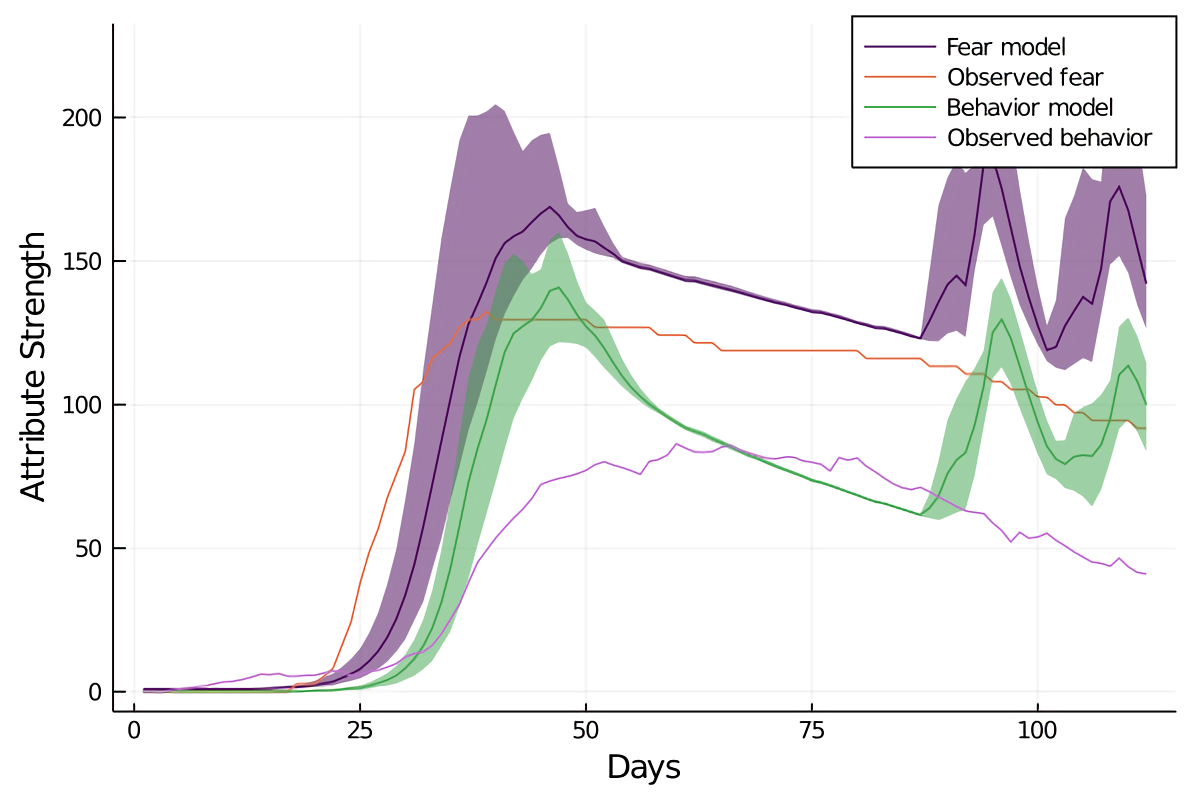 Fear model
Observed fear
Behavior model
Observed behavior
Attribute Strength
200
150
100
50
0
0
25
50
75
100
Days